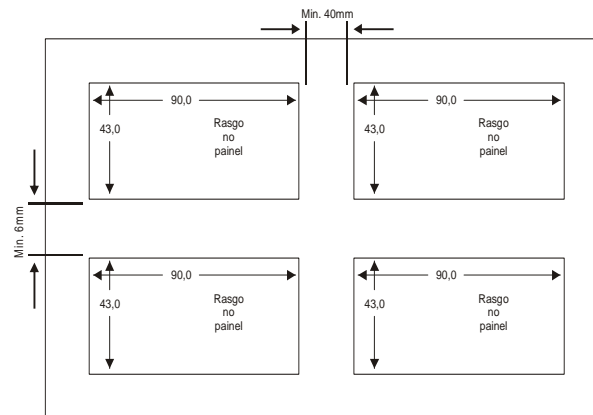 Min. 40mm
90,0
43,0
Rasgo
no
painel
90,0
43,0
Rasgo
no
painel
Min. 6mm
90,0
43,0
Rasgo
no
painel
90,0
43,0
Rasgo
no
painel